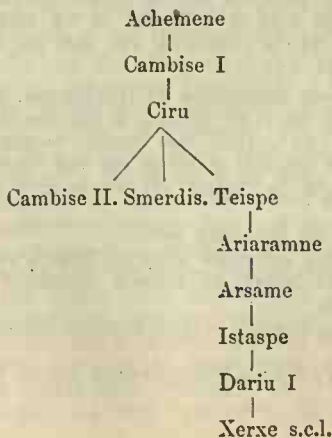 Achemene
Cambise I
Ciru
Cambise II. Smerdis. Teispe
Ariaramne
Arsame
Istaspe
Dariu I
Xerxe s.c.l.